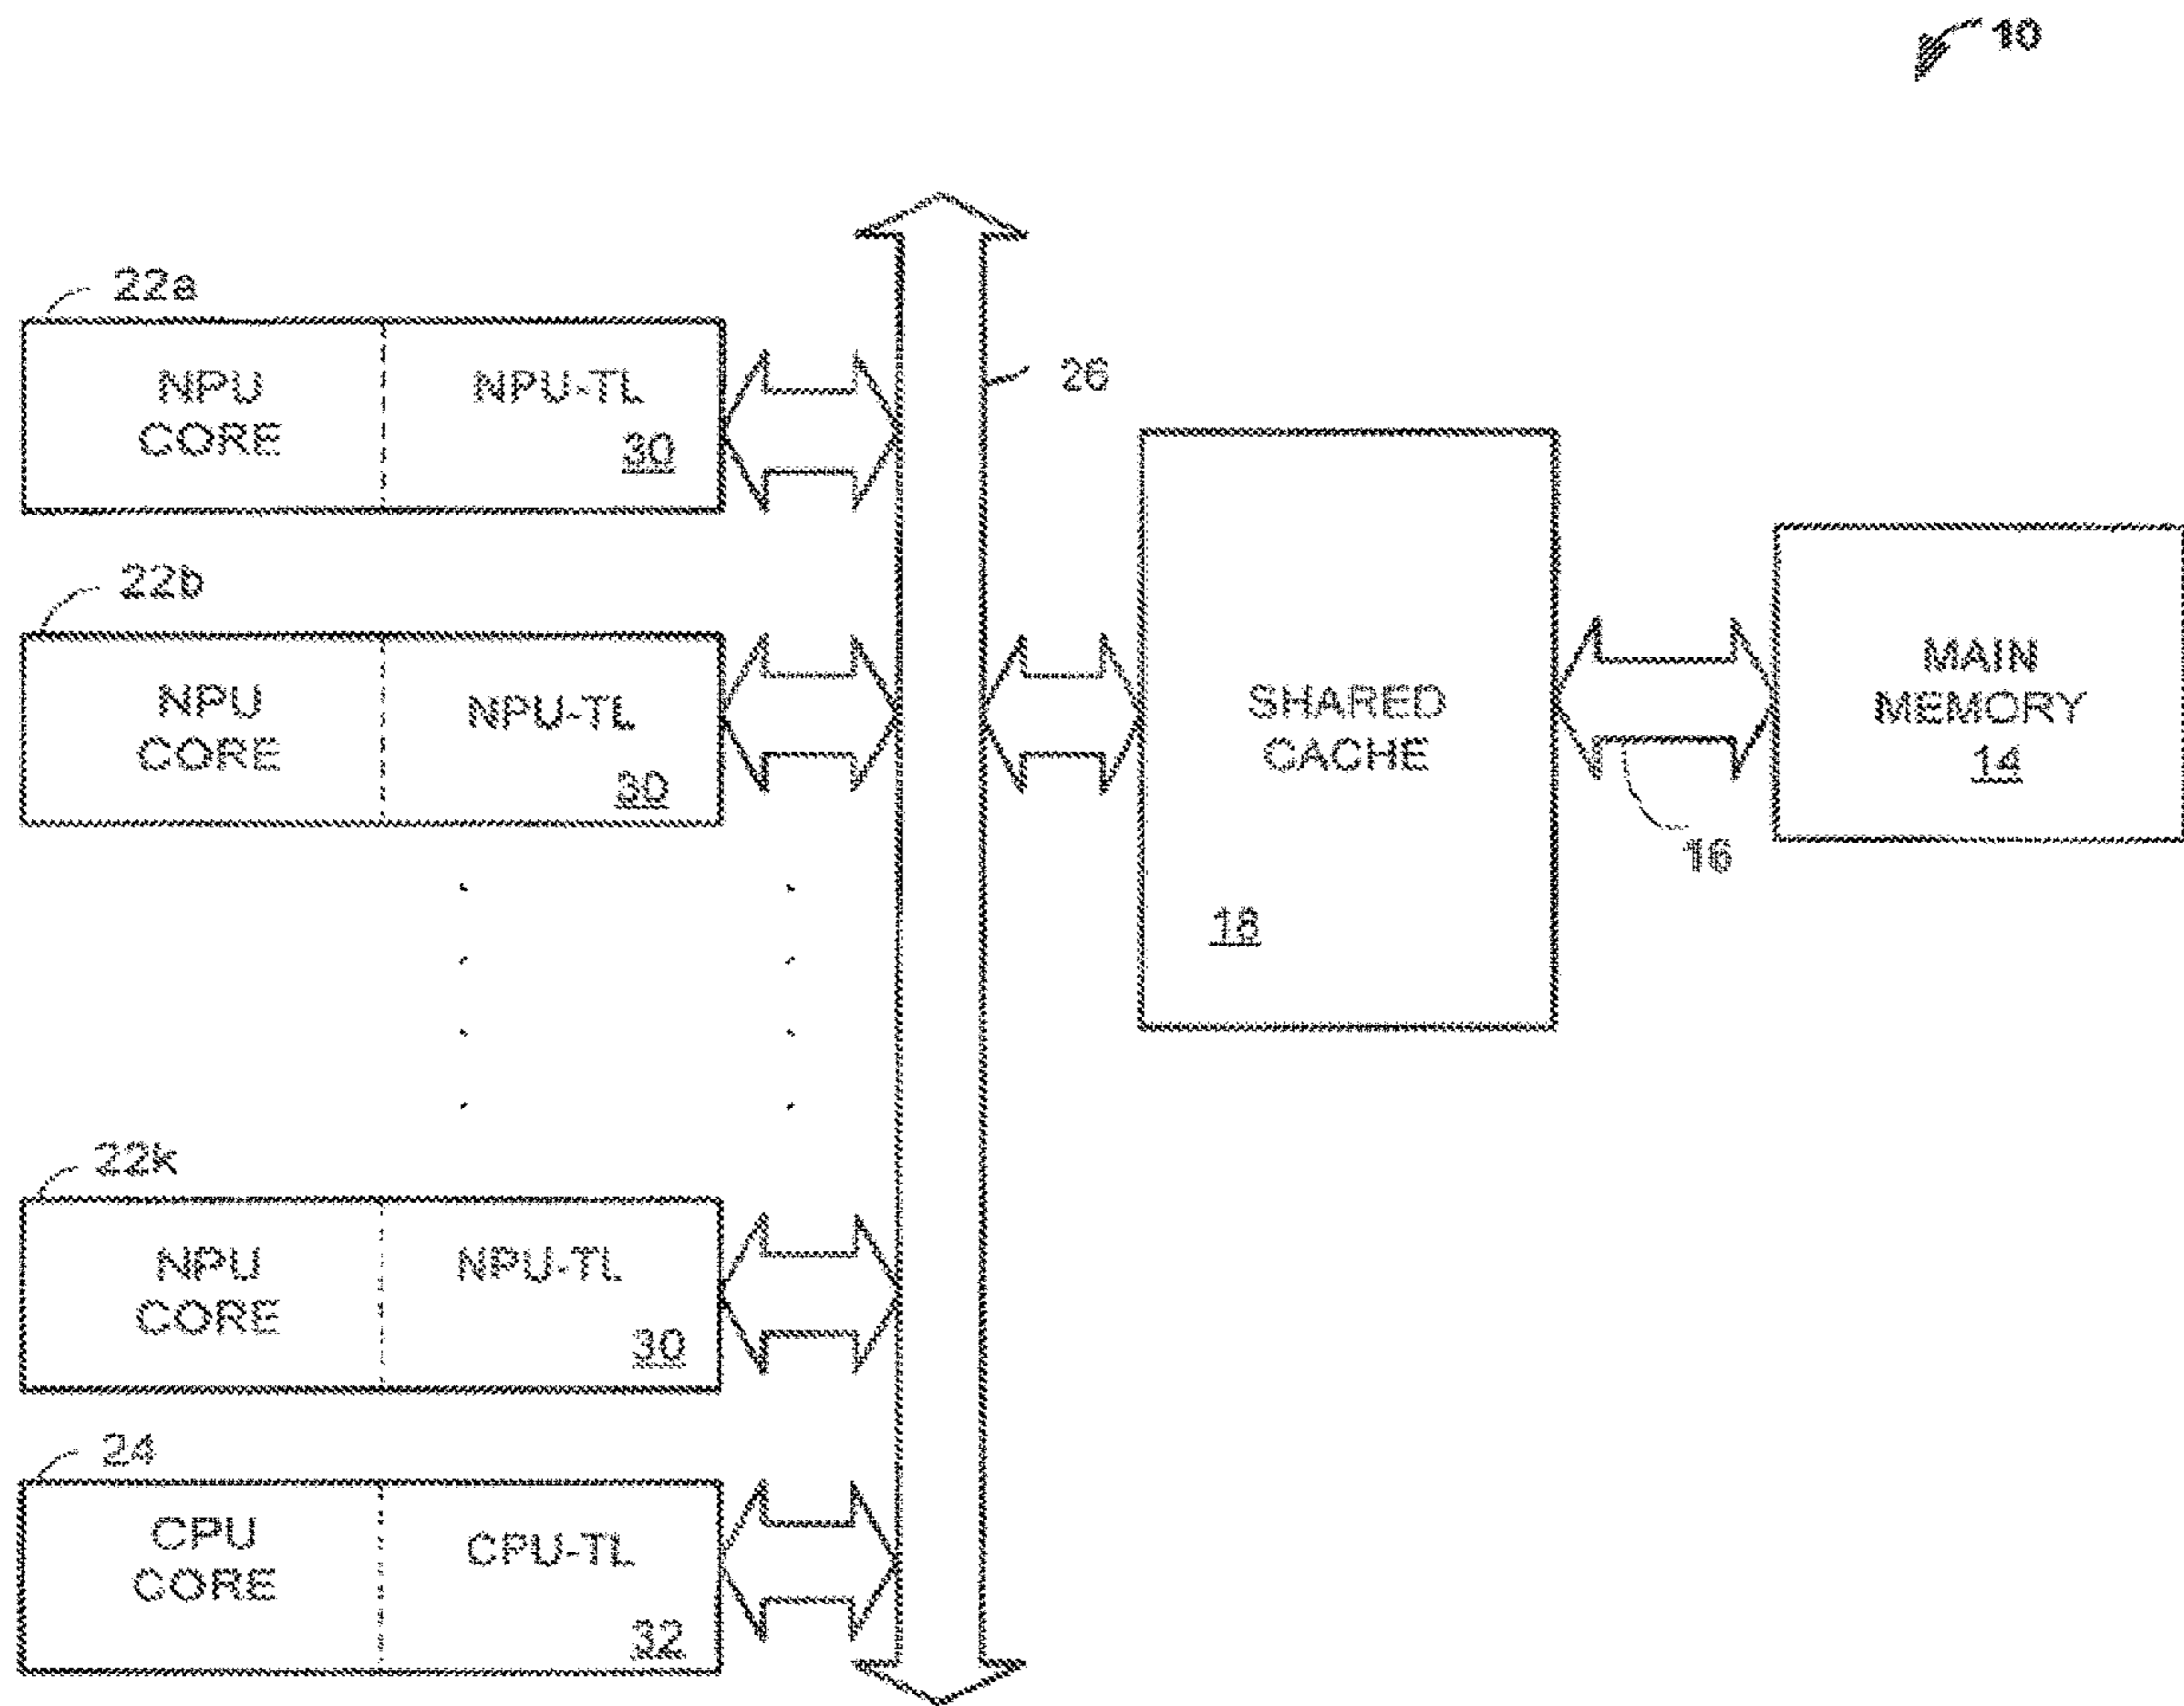 10
22a
NPU
CORE
NPU-TL
30
26
22b
NPU
CORE
NPU-TL
30
SHARED
CACHE
18
MAIN
MEMORY
14
16
22k
NPU
CORE
NPU-TL
30
24
CPU
CORE
CPU-TL
32